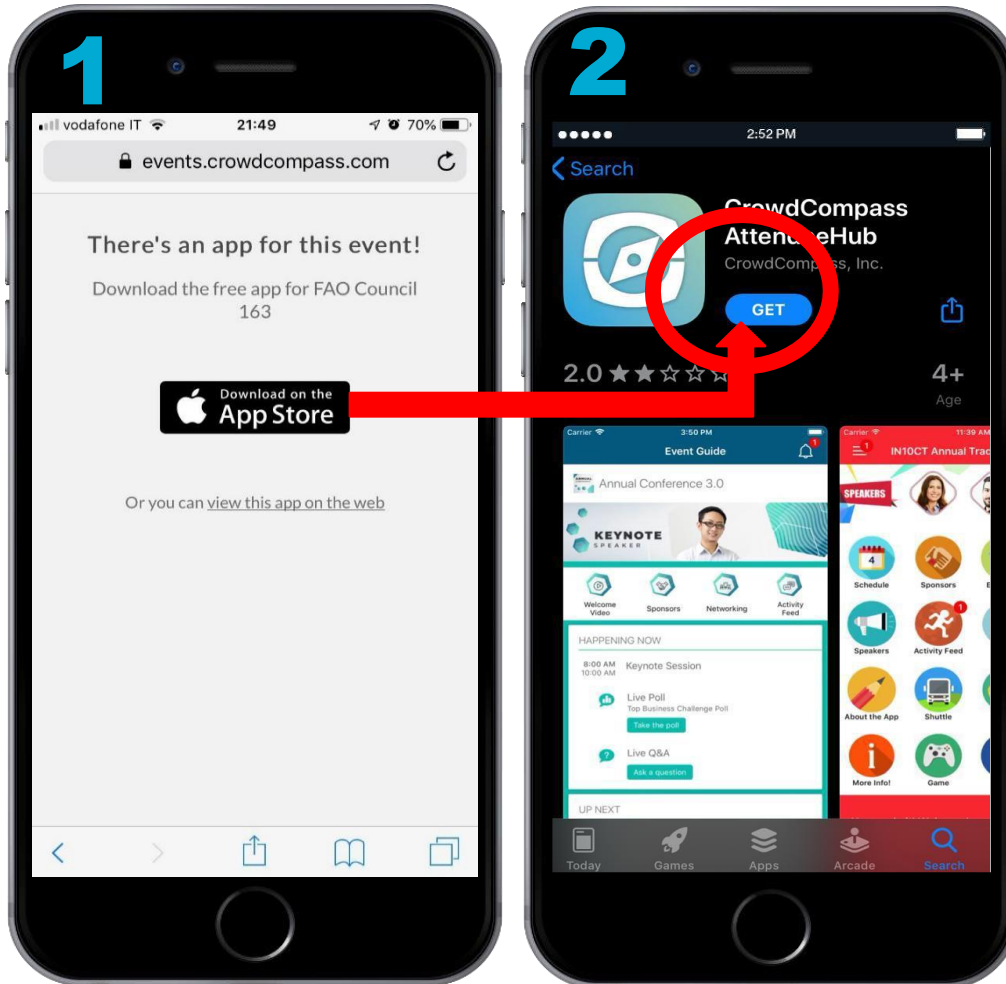 1
vodafone IT
21:49
70%
events.crowdcompass.com
There's an app for this event!
Download the free app for FAO Council
163
Download on the
App Store
Or you can view this app on the web
2
2:52 PM
Search
CrowdCompass
AttendeeHub
CrowdCompass, Inc.
GET
2.0
4+
Age
Carrier
3:50 PM
Event Guide
1
Annual Conference 3.0
KEYNOTE
SPEAKER
Welcome
Video
Sponsors
Networking
Activity
Feed
HAPPENING NOW
8:00 AM
10:00 AM
Keynote Session
Live Poll
Top Business Challenge Poll
Take the poll
Live Q&A
Ask a question
UP NEXT
Carrier
11:39 AM
1
IN10CT Annual Trad
SPEAKERS
4
Schedule
Sponsors
1
Speakers
Activity Feed
About the App
Shuttle
More Info!
Game
Today
Games
Apps
Arcade
Search